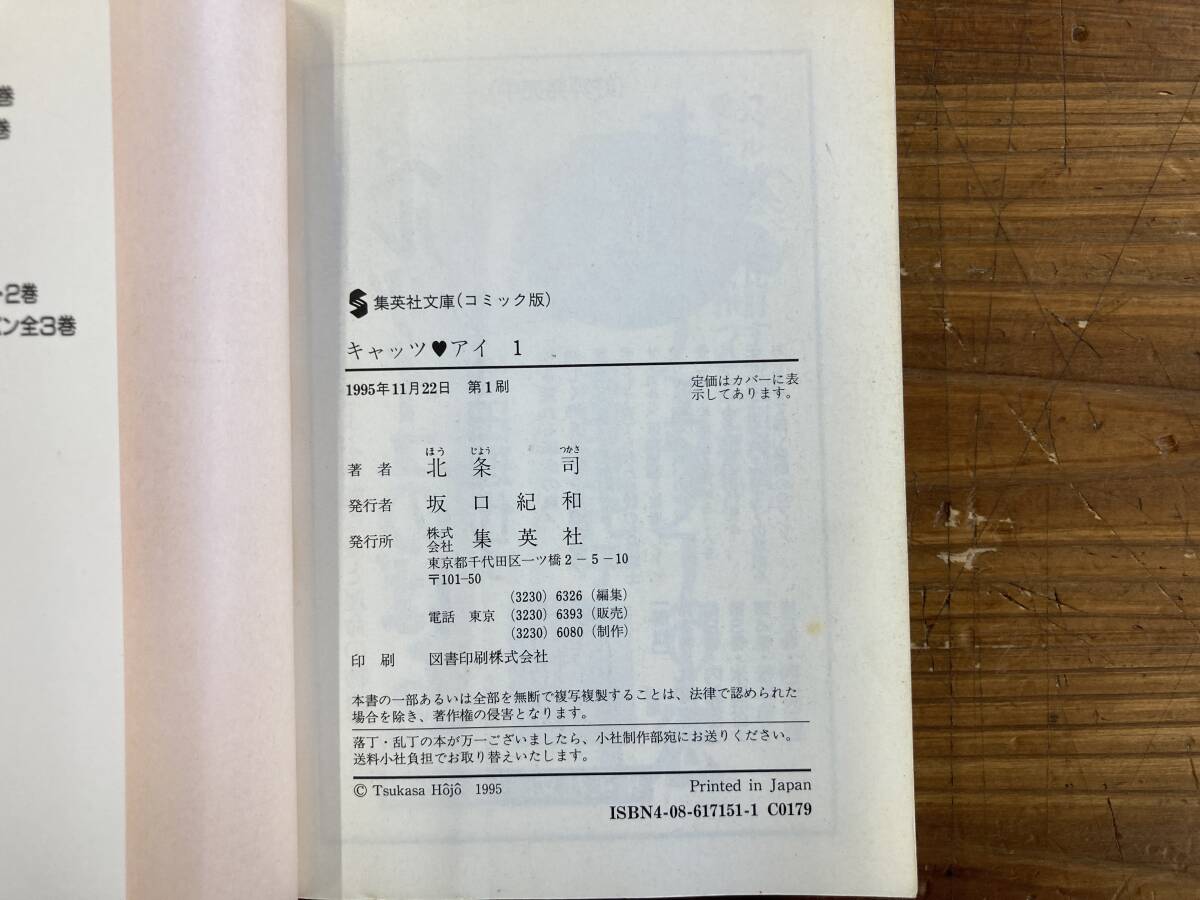 巻
巻
・2巻
ン全3巻
集英社文庫(コミック版)
キャッツ♥アイ 1
1995年11月22日 第1刷
定価はカバーに表
示してあります。
ほう じょう つかさ
著者 北条 司
発行者 坂口紀和
発行所 株式会社 集英社
東京都千代田区一ツ橋2-5-10
〒101-50
(3230) 6326 (編集)
電話 東京 (3230) 6393 (販売)
(3230) 6080 (制作)
印刷 図書印刷株式会社
本書の一部あるいは全部を無断で複写複製することは、法律で認められた
場合を除き、著作権の侵害となります。
落丁・乱丁の本が万一ございましたら、小社制作部宛にお送りください。
送料小社負担でお取り替えいたします。
© Tsukasa Hôjô 1995
Printed in Japan
ISBN4-08-617151-1 C0179